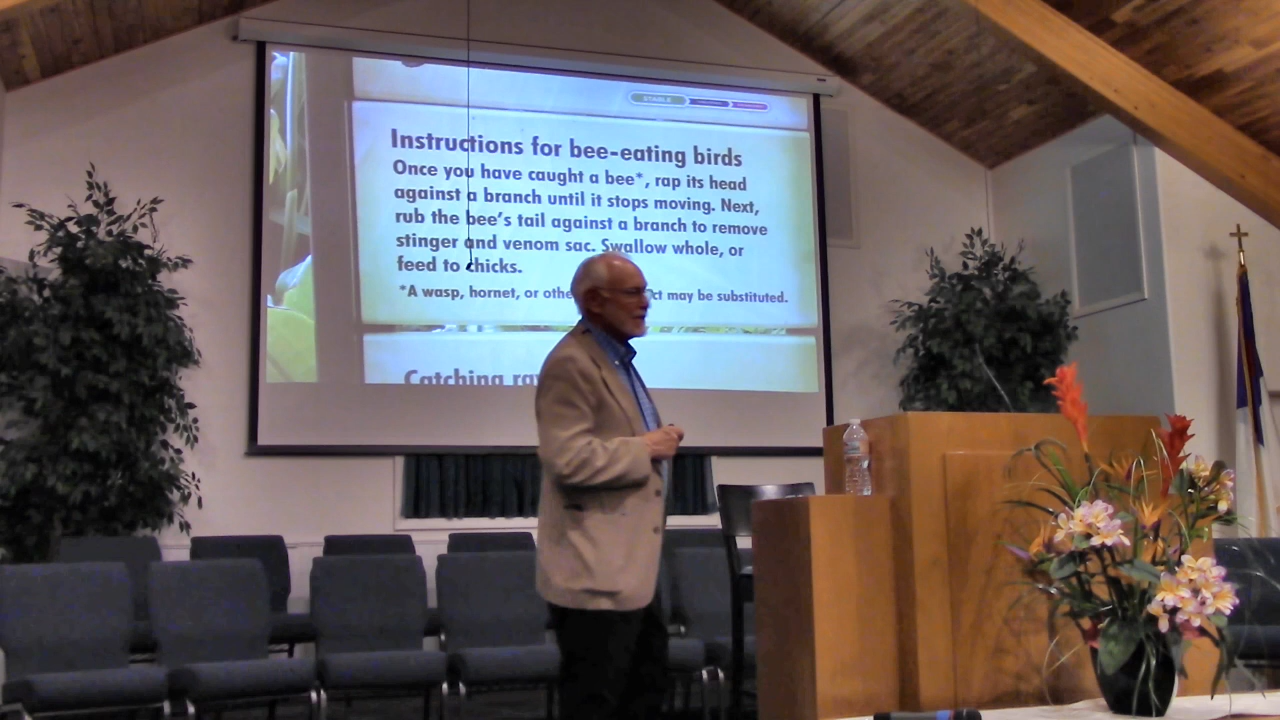 STABLE
Instructions for bee-eating birds
Once you have caught a bee*, rap its head
against a branch until it stops moving. Next,
rub the bee's tail against a branch to remove
stinger and venom sac. Swallow whole, or
feed to chicks.
*A wasp, hornet, or may be substituted.
Catching